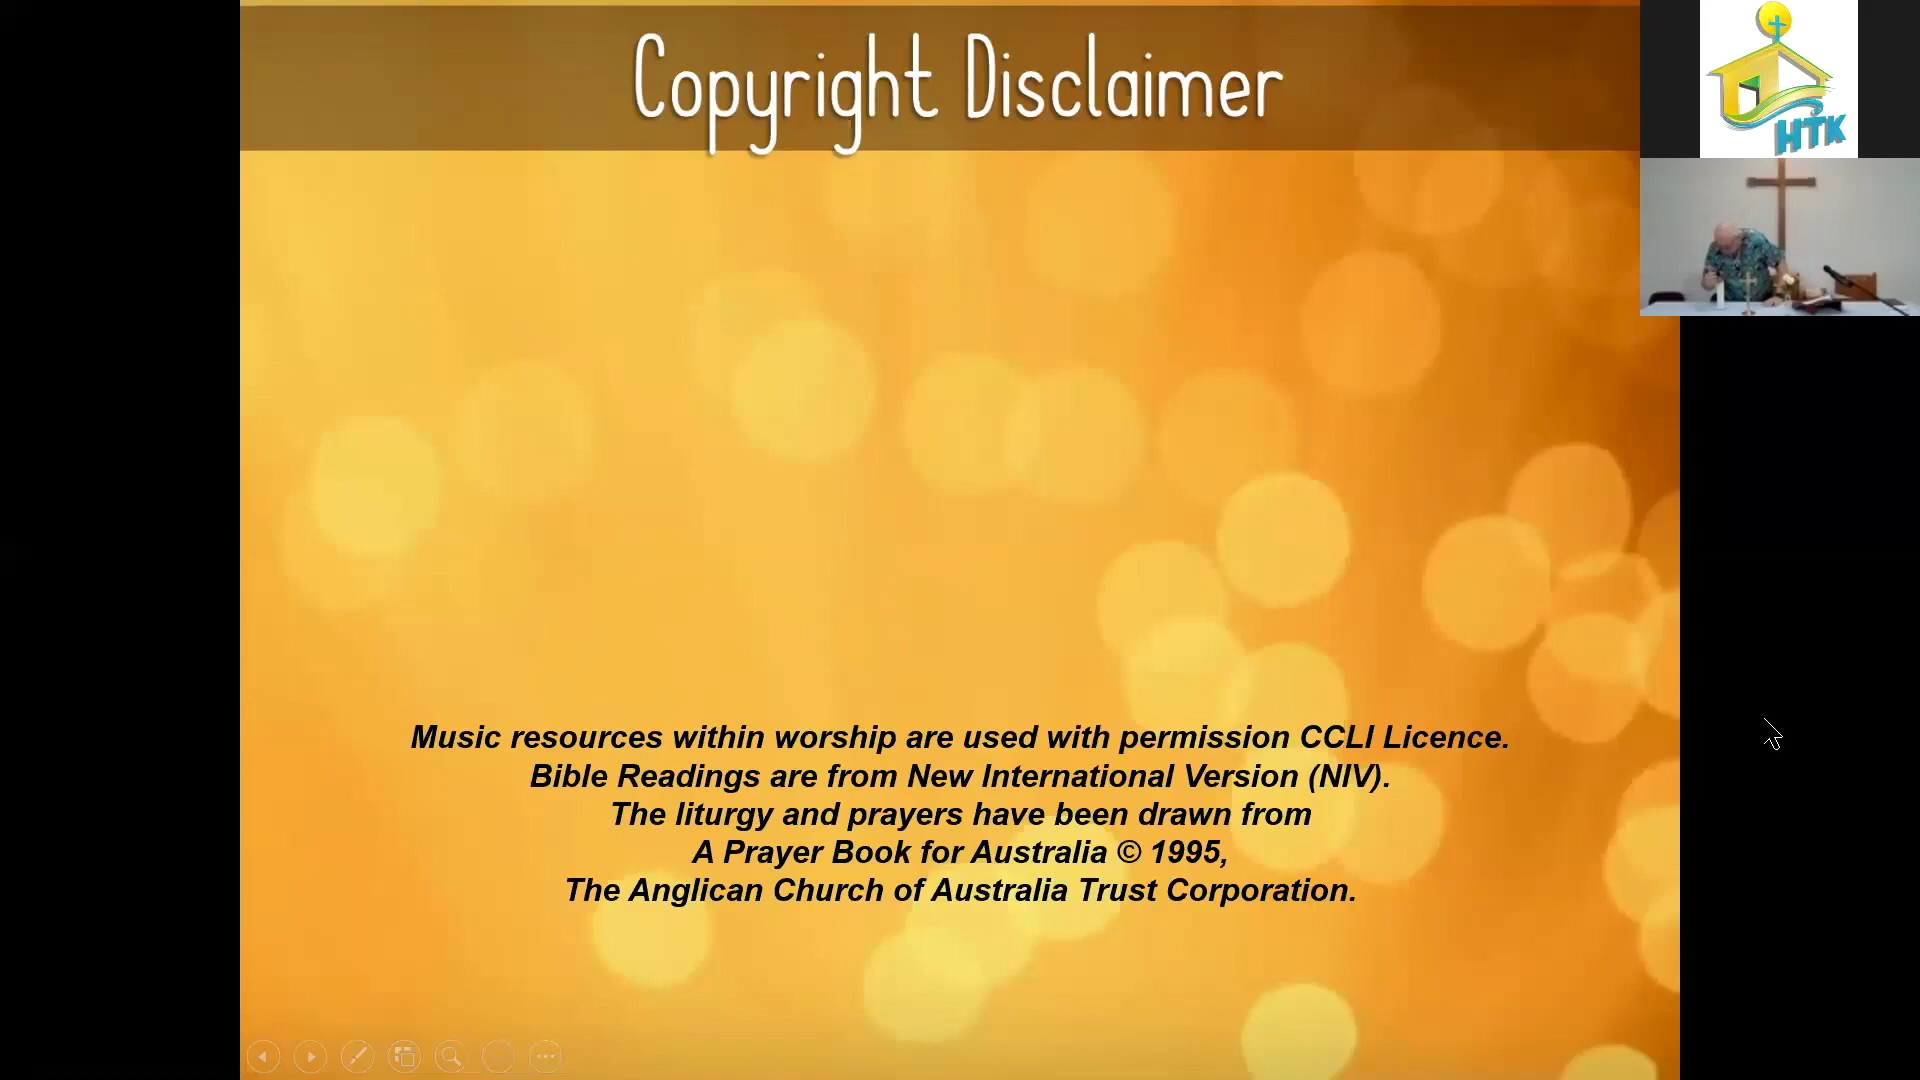 Copyright Disclaimer
HTK
Music resources within worship are used with permission CCLI Licence.
Bible Readings are from New International Version (NIV).
The liturgy and prayers have been drawn from
A Prayer Book for Australia © 1995,
The Anglican Church of Australia Trust Corporation.